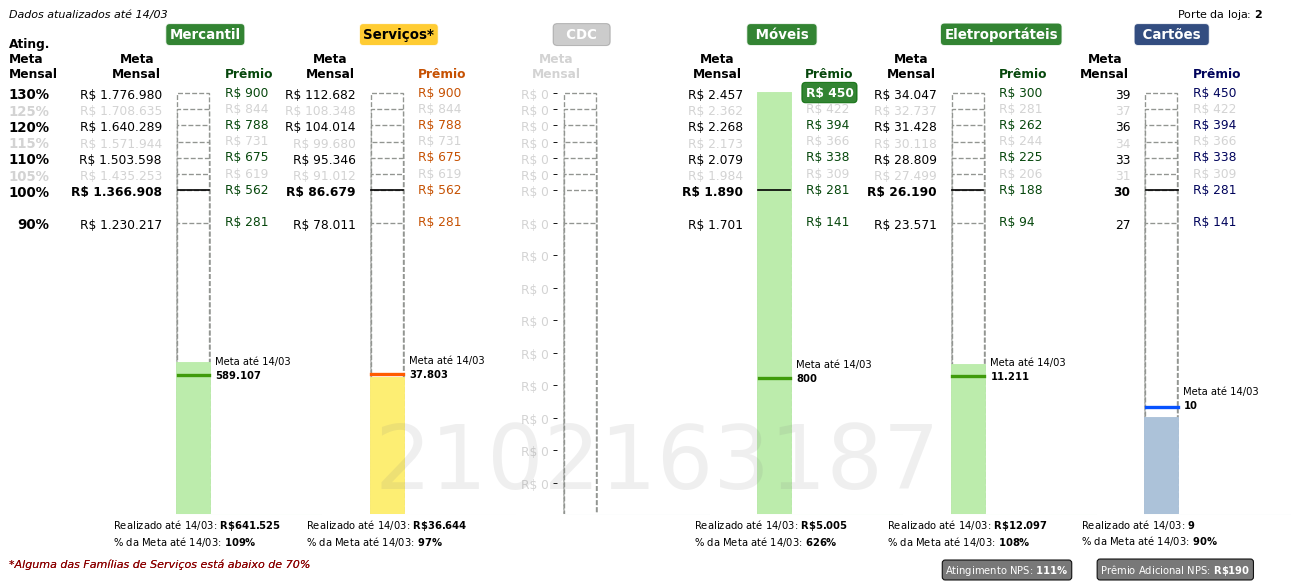 Dados atualizados até 14/03
Porte da loja: 2
Mercantil Serviços* CDC Móveis Eletroportáteis Cartões
Ating.
Meta Meta Meta Meta Meta Meta Meta
Mensal Mensal Prêmio Mensal Prêmio Mensal Mensal Prêmio Mensal Prêmio Mensal Prêmio
130% R$ 1.776.980 R$ 900 R$ 112.682 R$ 900 R$ 0 R$ 2.457 R$ 450 R$ 34.047 R$ 300 39 R$ 450
125% R$ 1.708.635 R$ 844 R$ 108.348 R$ 844 R$ 0 R$ 2.362 R$ 422 R$ 32.737 R$ 281 37 R$ 422
120% R$ 1.640.289 R$ 788 R$ 104.014 R$ 788 R$ 0 R$ 2.268 R$ 394 R$ 31.428 R$ 262 36 R$ 394
115% R$ 1.571.944 R$ 731 R$ 99.680 R$ 731 R$ 0 R$ 2.173 R$ 366 R$ 30.118 R$ 244 34 R$ 366
110% R$ 1.503.598 R$ 675 R$ 95.346 R$ 675 R$ 0 R$ 2.079 R$ 338 R$ 28.809 R$ 225 33 R$ 338
105% R$ 1.435.253 R$ 619 R$ 91.012 R$ 619 R$ 0 R$ 1.984 R$ 309 R$ 27.499 R$ 206 31 R$ 309
100% R$ 1.366.908 R$ 562 R$ 86.679 R$ 562 R$ 0 R$ 1.890 R$ 281 R$ 26.190 R$ 188 30 R$ 281
90% R$ 1.230.217 R$ 281 R$ 78.011 R$ 281 R$ 0 R$ 1.701 R$ 141 R$ 23.571 R$ 94 27 R$ 141
R$ 0
R$ 0
R$ 0
R$ 0
Meta até 14/03 Meta até 14/03 Meta até 14/03 Meta até 14/03
589.107 37.803 800 11.211
R$ 0
Meta até 14/03
10
R$ 0
R$ 0
R$ 0
2102163187
Realizado até 14/03: R$641.525 Realizado até 14/03: R$36.644 Realizado até 14/03: R$5.005 Realizado até 14/03: R$12.097 Realizado até 14/03: 9
% da Meta até 14/03: 109% % da Meta até 14/03: 97% % da Meta até 14/03: 626% % da Meta até 14/03: 108% % da Meta até 14/03: 90%
*Alguma das Famílias de Serviços está abaixo de 70%
Atingimento NPS: 111% Prêmio Adicional NPS: R$190